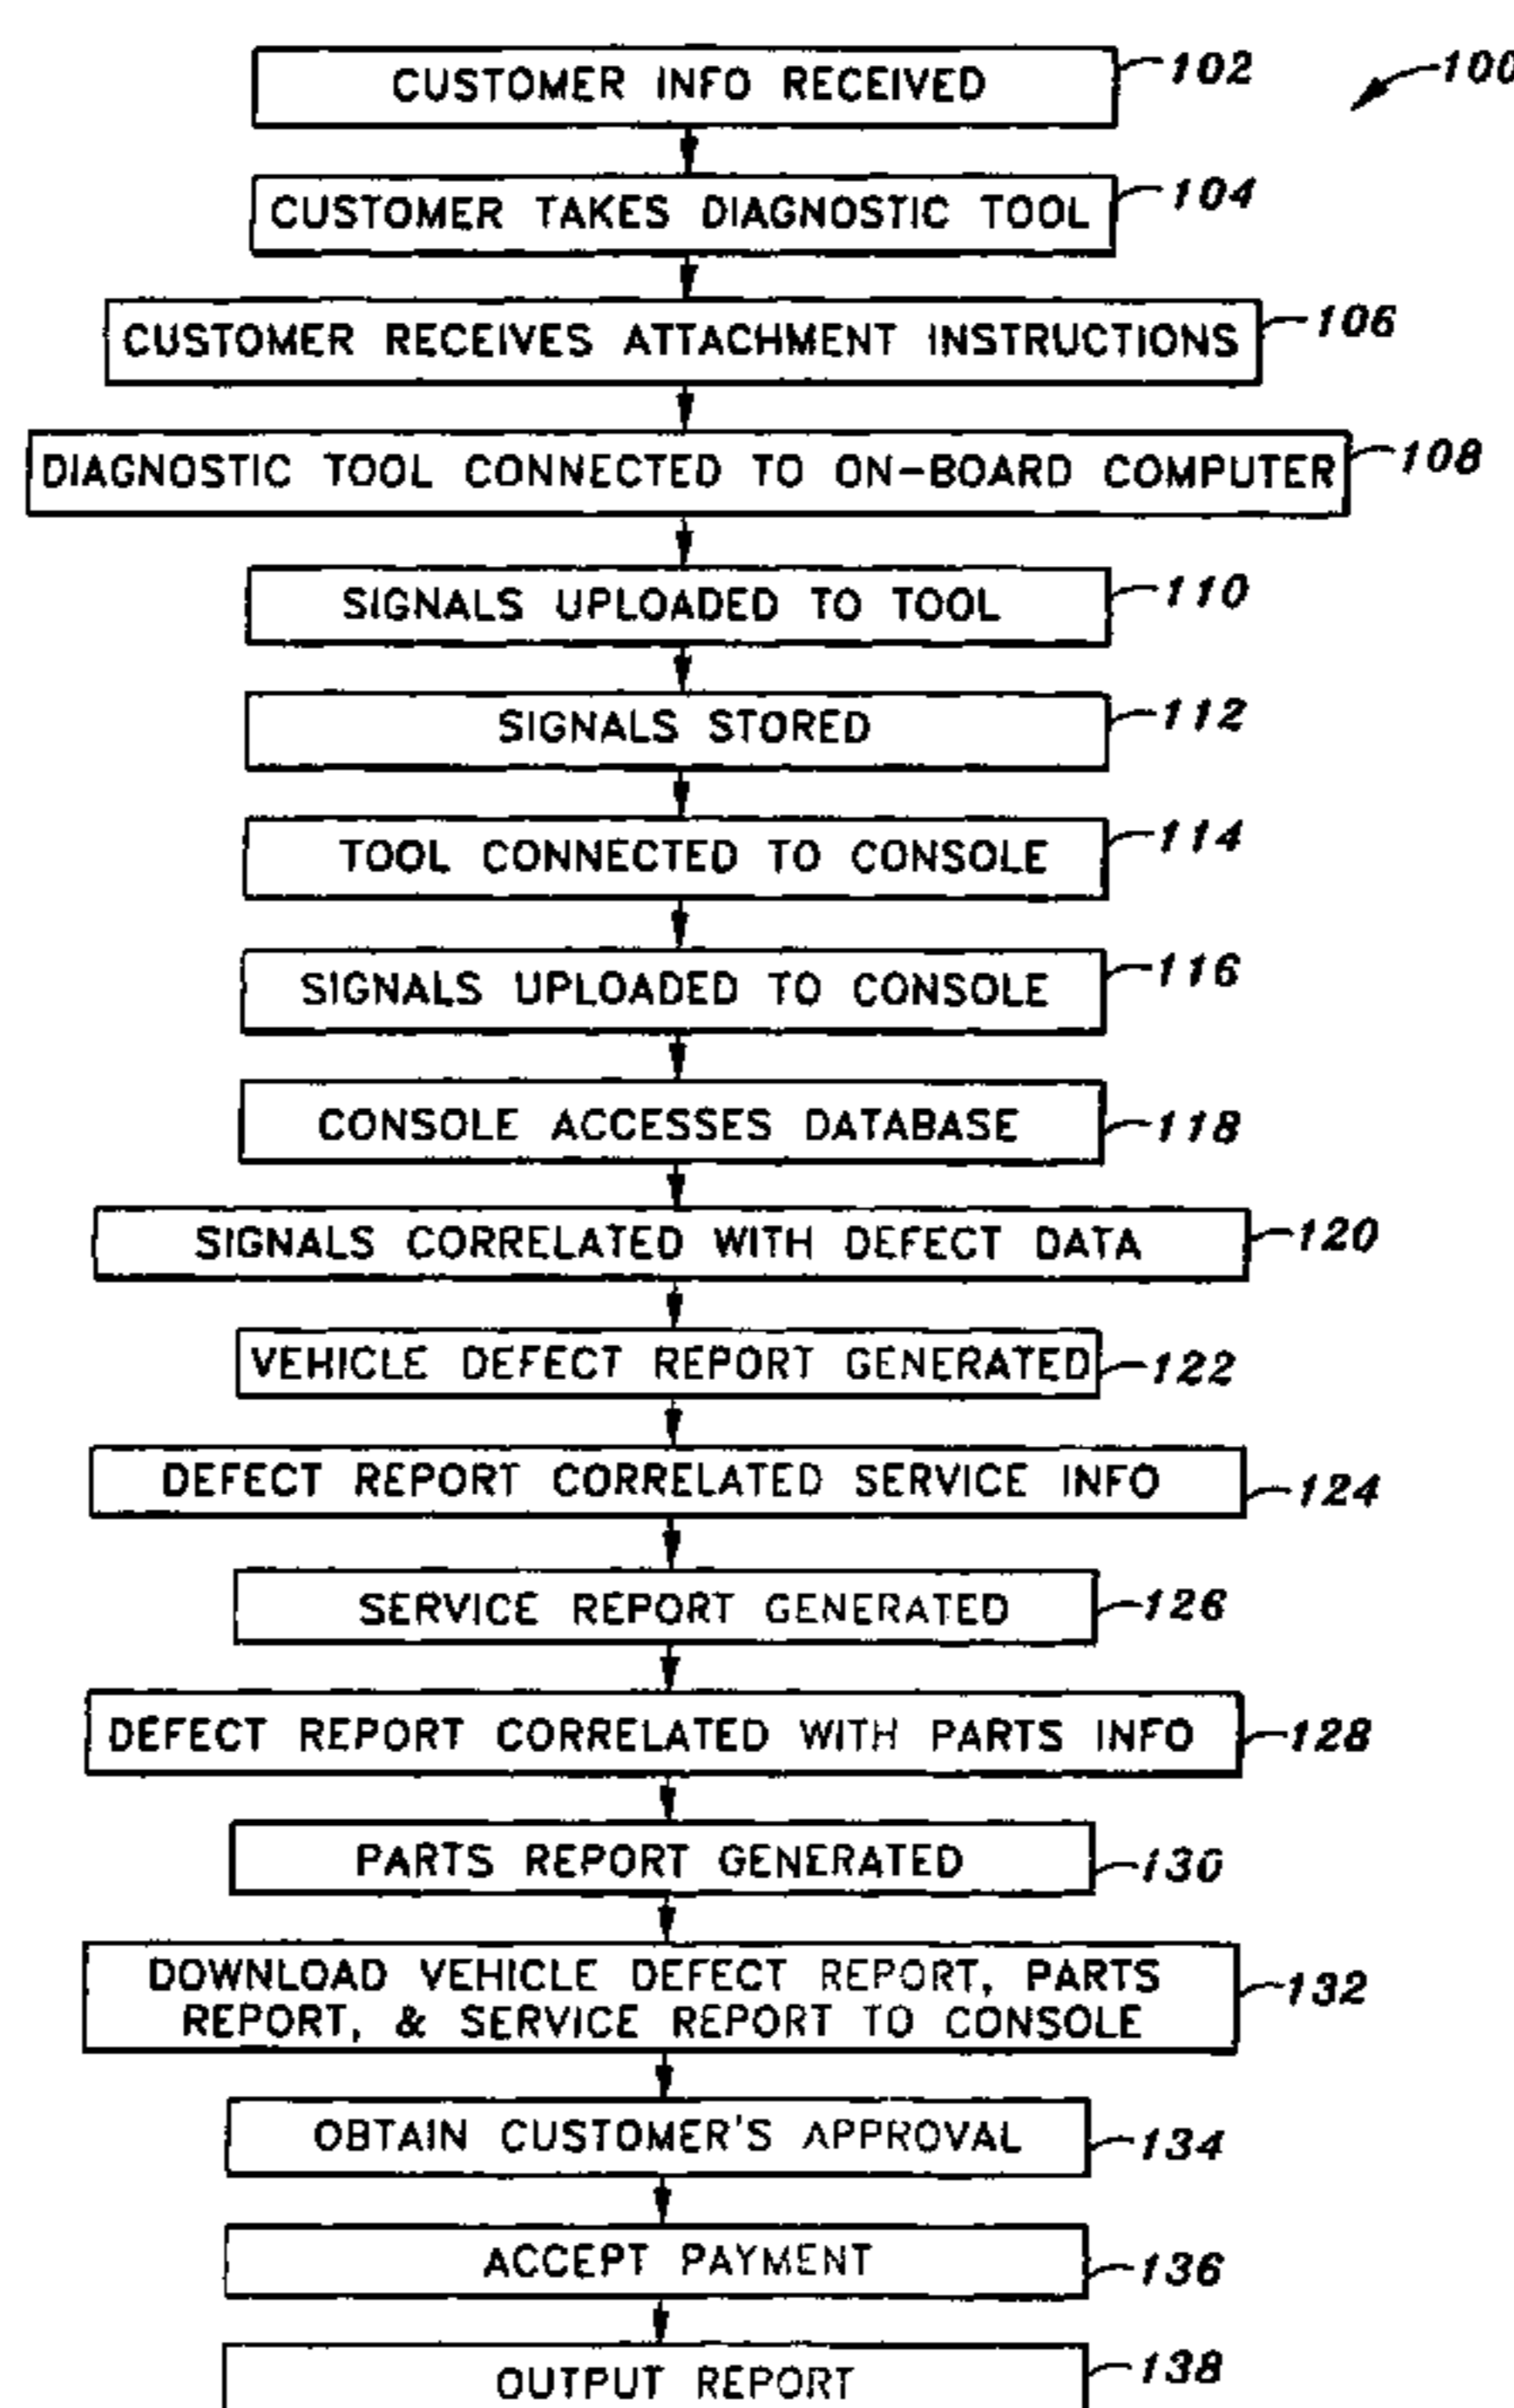 CUSTOMER INFO RECEIVED
102
100
CUSTOMER TAKES DIAGNOSTIC TOOL
104
CUSTOMER RECEIVES ATTACHMENT INSTRUCTIONS
106
DIAGNOSTIC TOOL CONNECTED TO ON-BOARD COMPUTER
108
SIGNALS UPLOADED TO TOOL
110
SIGNALS STORED
112
TOOL CONNECTED TO CONSOLE
114
SIGNALS UPLOADED TO CONSOLE
116
CONSOLE ACCESSES DATABASE
118
SIGNALS CORRELATED WITH DEFECT DATA
120
VEHICLE DEFECT REPORT GENERATED
122
DEFECT REPORT CORRELATED SERVICE INFO
124
SERVICE REPORT GENERATED
126
DEFECT REPORT CORRELATED WITH PARTS INFO
128
PARTS REPORT GENERATED
130
DOWNLOAD VEHICLE DEFECT REPORT, PARTS
REPORT, & SERVICE REPORT TO CONSOLE
132
OBTAIN CUSTOMER'S APPROVAL
134
ACCEPT PAYMENT
136
OUTPUT REPORT
138